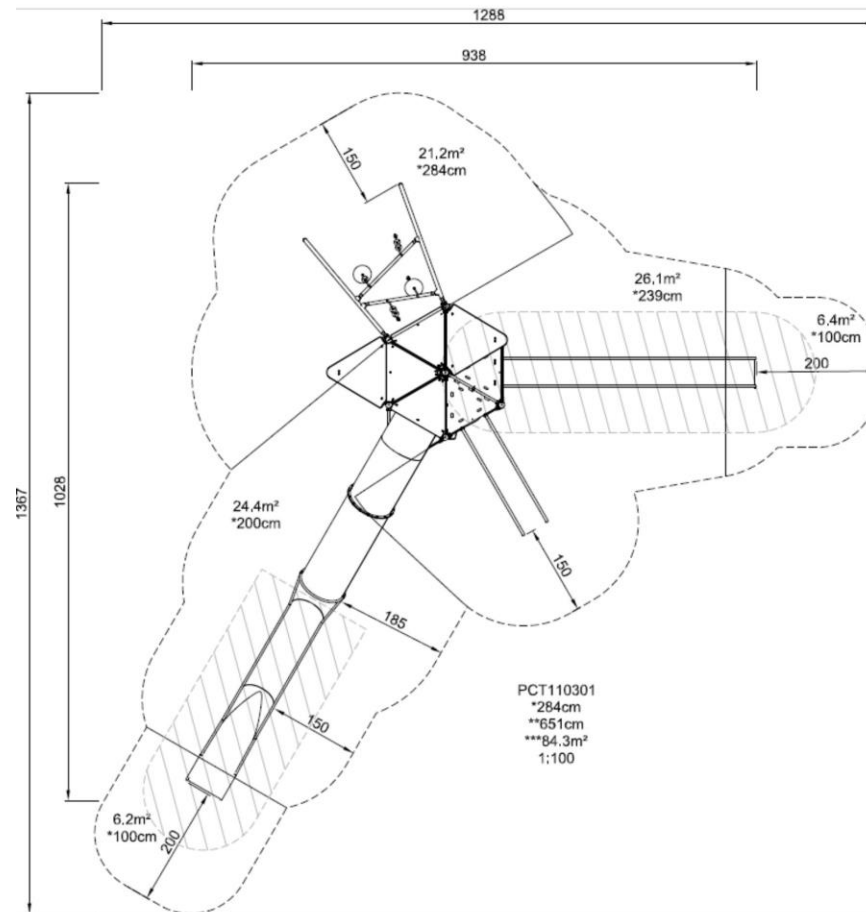 1288
938
150
21,2m²
*284cm
26,1m²
*239cm
6,4m²
*100cm
200
1367
1028
24,4m²
*200cm
150
185
150
PCT110301
*284cm
**651cm
***84.3m²
1:100
6.2m²
*100cm
200